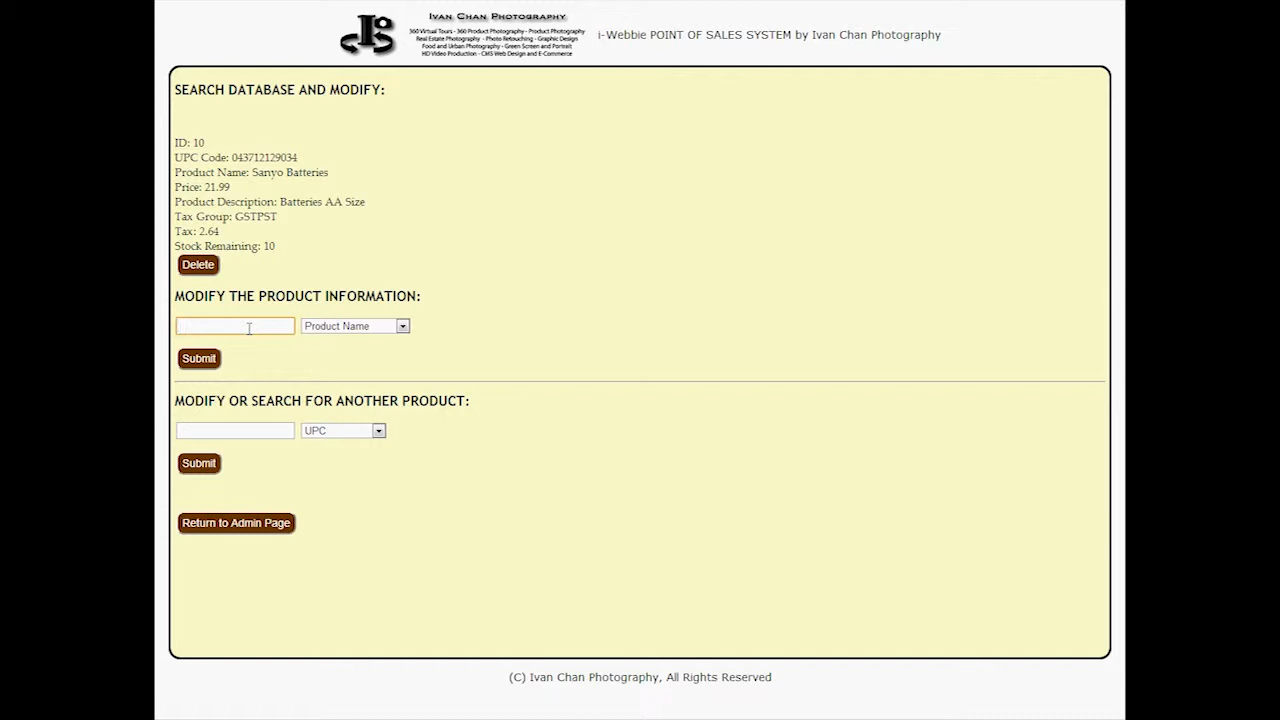 IVAN CHAN PHOTOGRAPHY
360 Virtual Tours - 360 Product Photography - Product Photography
Real Estate Photography - Photo Retouching - Graphic Design
Food and Urban Photography - Green Screen and Portrait
HD Video Production - CMS Web Design and E-Commerce
i-Webbie POINT OF SALES SYSTEM by Ivan Chan Photography
SEARCH DATABASE AND MODIFY:
ID: 10
UPC Code: 043712129034
Product Name: Sanyo Batteries
Price: 21.99
Product Description: Batteries AA Size
Tax Group: GSTPST
Tax: 2.64
Stock Remaining: 10
Delete
MODIFY THE PRODUCT INFORMATION:
Product Name
Submit
MODIFY OR SEARCH FOR ANOTHER PRODUCT:
UPC
Submit
Return to Admin Page
(C) Ivan Chan Photography, All Rights Reserved